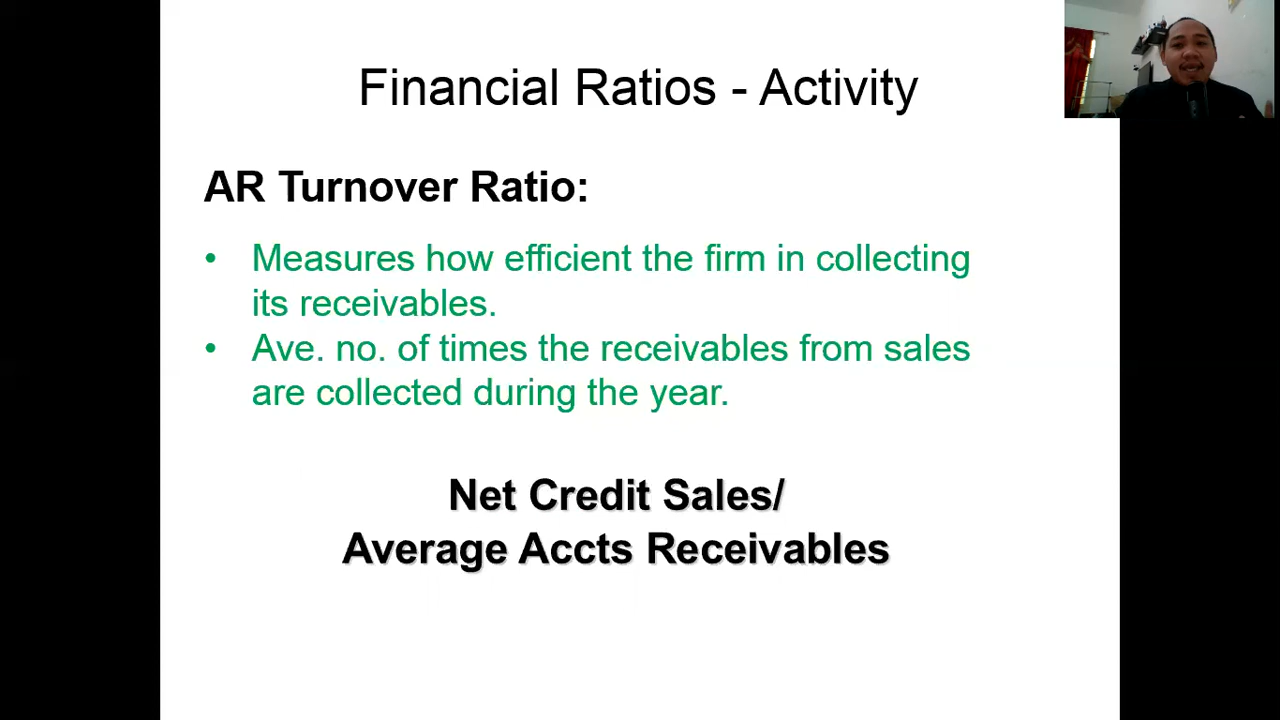 Financial Ratios - Activity
AR Turnover Ratio:
• Measures how efficient the firm in collecting
its receivables.
• Ave. no. of times the receivables from sales
are collected during the year.
Net Credit Sales/
Average Accts Receivables